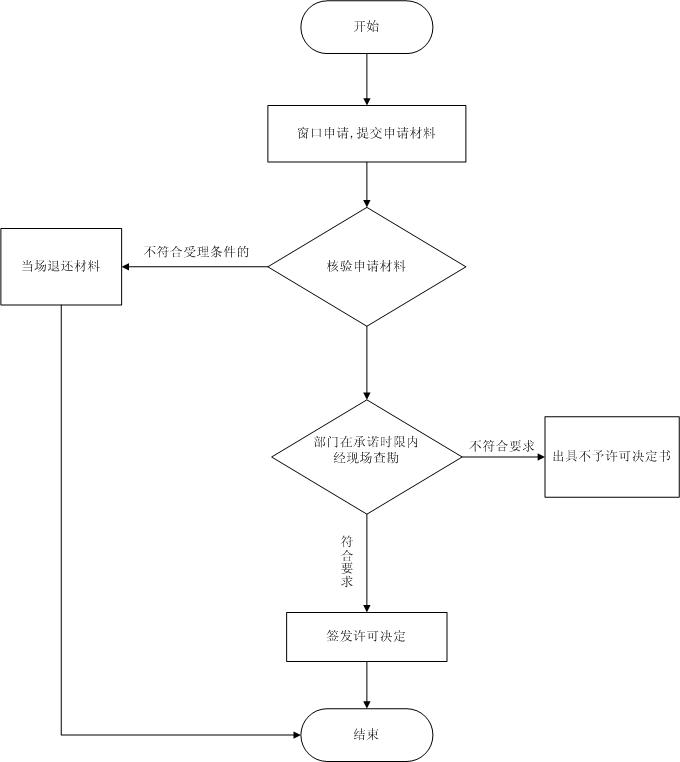 开始
窗口申请,提交申请材料
不符合受理条件的
当场退还材料
核验申请材料
部门在承诺时限内
经现场查勘
不符合要求
出具不予许可决定书
符合要求
签发许可决定
结束